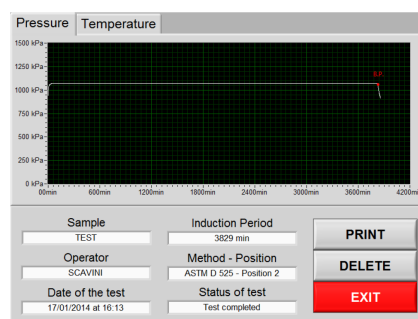 Pressure Temperature
1500 kPa
1250 kPa
1000 kPa
750 kPa
500 kPa
250 kPa
0 kPa
00min 600min 1200min 1800min 2400min 3000min 3600min 4200min
Sample
TEST
Operator
SCAVINI
Date of the test
17/01/2014 at 16:13
Induction Period
3829 min
Method - Position
ASTM D 525 - Position 2
Status of test
Test completed
PRINT
DELETE
EXIT